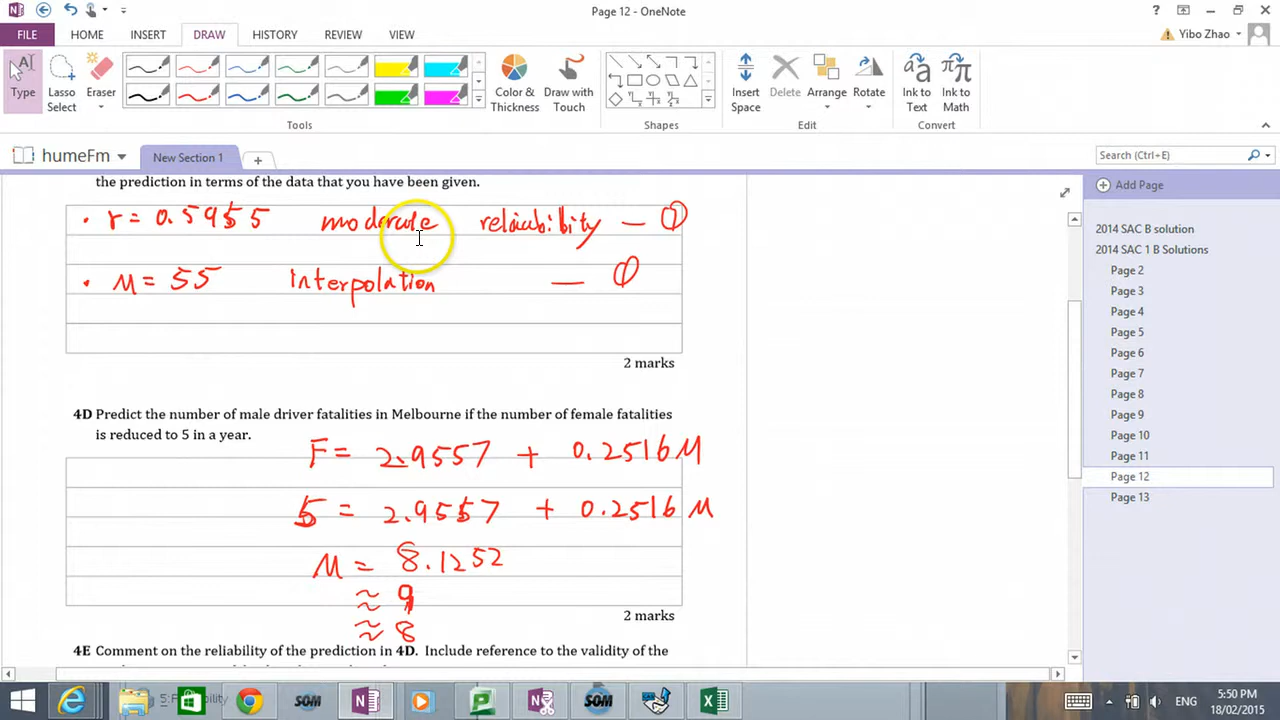 Page 12 - OneNote
?
Yibo Zhao
FILE HOME INSERT DRAW HISTORY REVIEW VIEW
Type Lasso Select Eraser Color & Thickness Draw with Touch Insert Space Delete Arrange Rotate Ink to Text Ink to Math
Tools Shapes Edit Convert
humeFm New Section 1 + Search (Ctrl+E)
Add Page
2014 SAC B solution
2014 SAC 1 B Solutions
Page 2
Page 3
Page 4
Page 5
Page 6
Page 7
Page 8
Page 9
Page 10
Page 11
Page 12
Page 13
the prediction in terms of the data that you have been given.
• r = 0.5955 moderate reliability — ①
• M = 55 interpolation — ①
2 marks
4D Predict the number of male driver fatalities in Melbourne if the number of female fatalities
is reduced to 5 in a year.
F = 2.9557 + 0.2516 M
5 = 2.9557 + 0.2516 M
M = 8.1252
≈ 9
≈ 8
2 marks
4E Comment on the reliability of the prediction in 4D. Include reference to the validity of the
SOM SOM
ENG
5:50 PM
18/02/2015